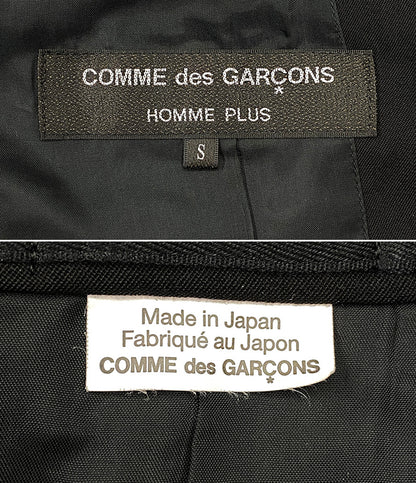 COMME des GARÇONS
HOMME PLUS
S
Made in Japan
Fabriqué au Japon
COMME des GARÇONS